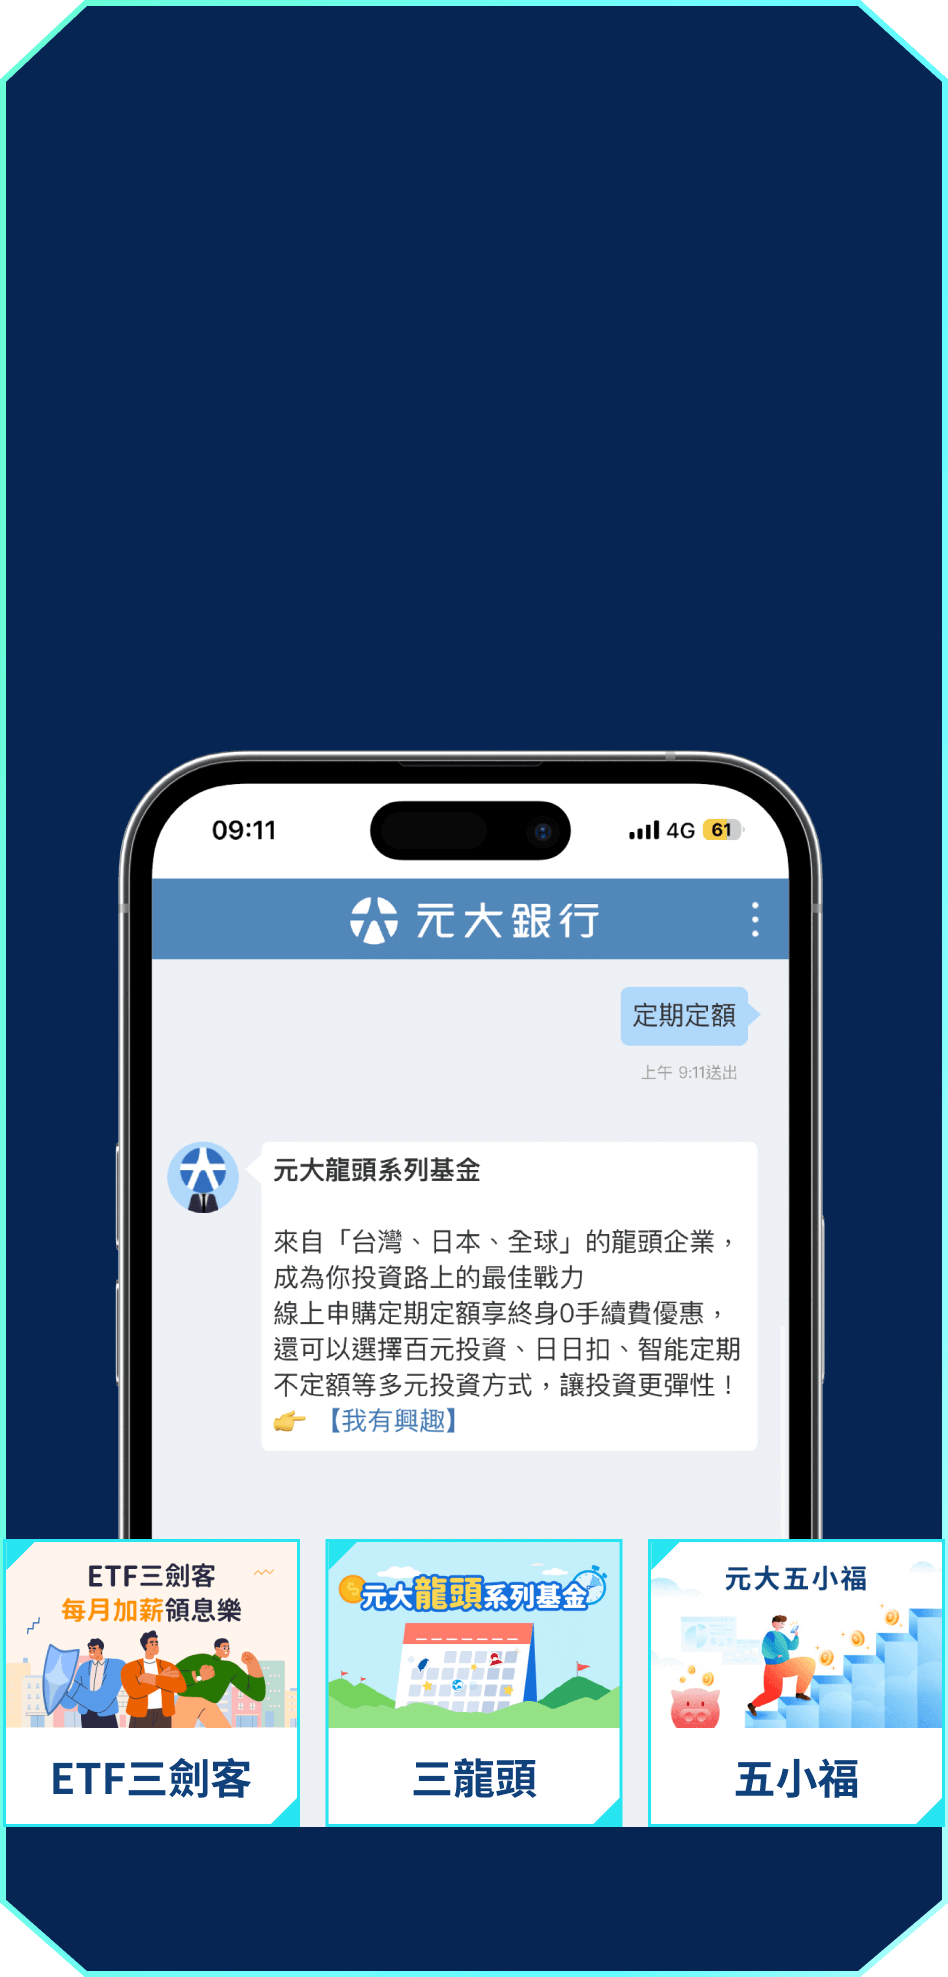 09:11
4G 61
元大銀行
定期定額
上午 9:11送出
元大龍頭系列基金
來自「台灣、日本、全球」的龍頭企業，
成為你投資路上的最佳戰力
線上申購定期定額享終身0手續費優惠，
還可以選擇百元投資、日日扣、智能定期
不定額等多元投資方式，讓投資更彈性！
👉 【我有興趣】
ETF三劍客
每月加薪領息樂
ETF三劍客
元大龍頭系列基金
三龍頭
元大五小福
五小福